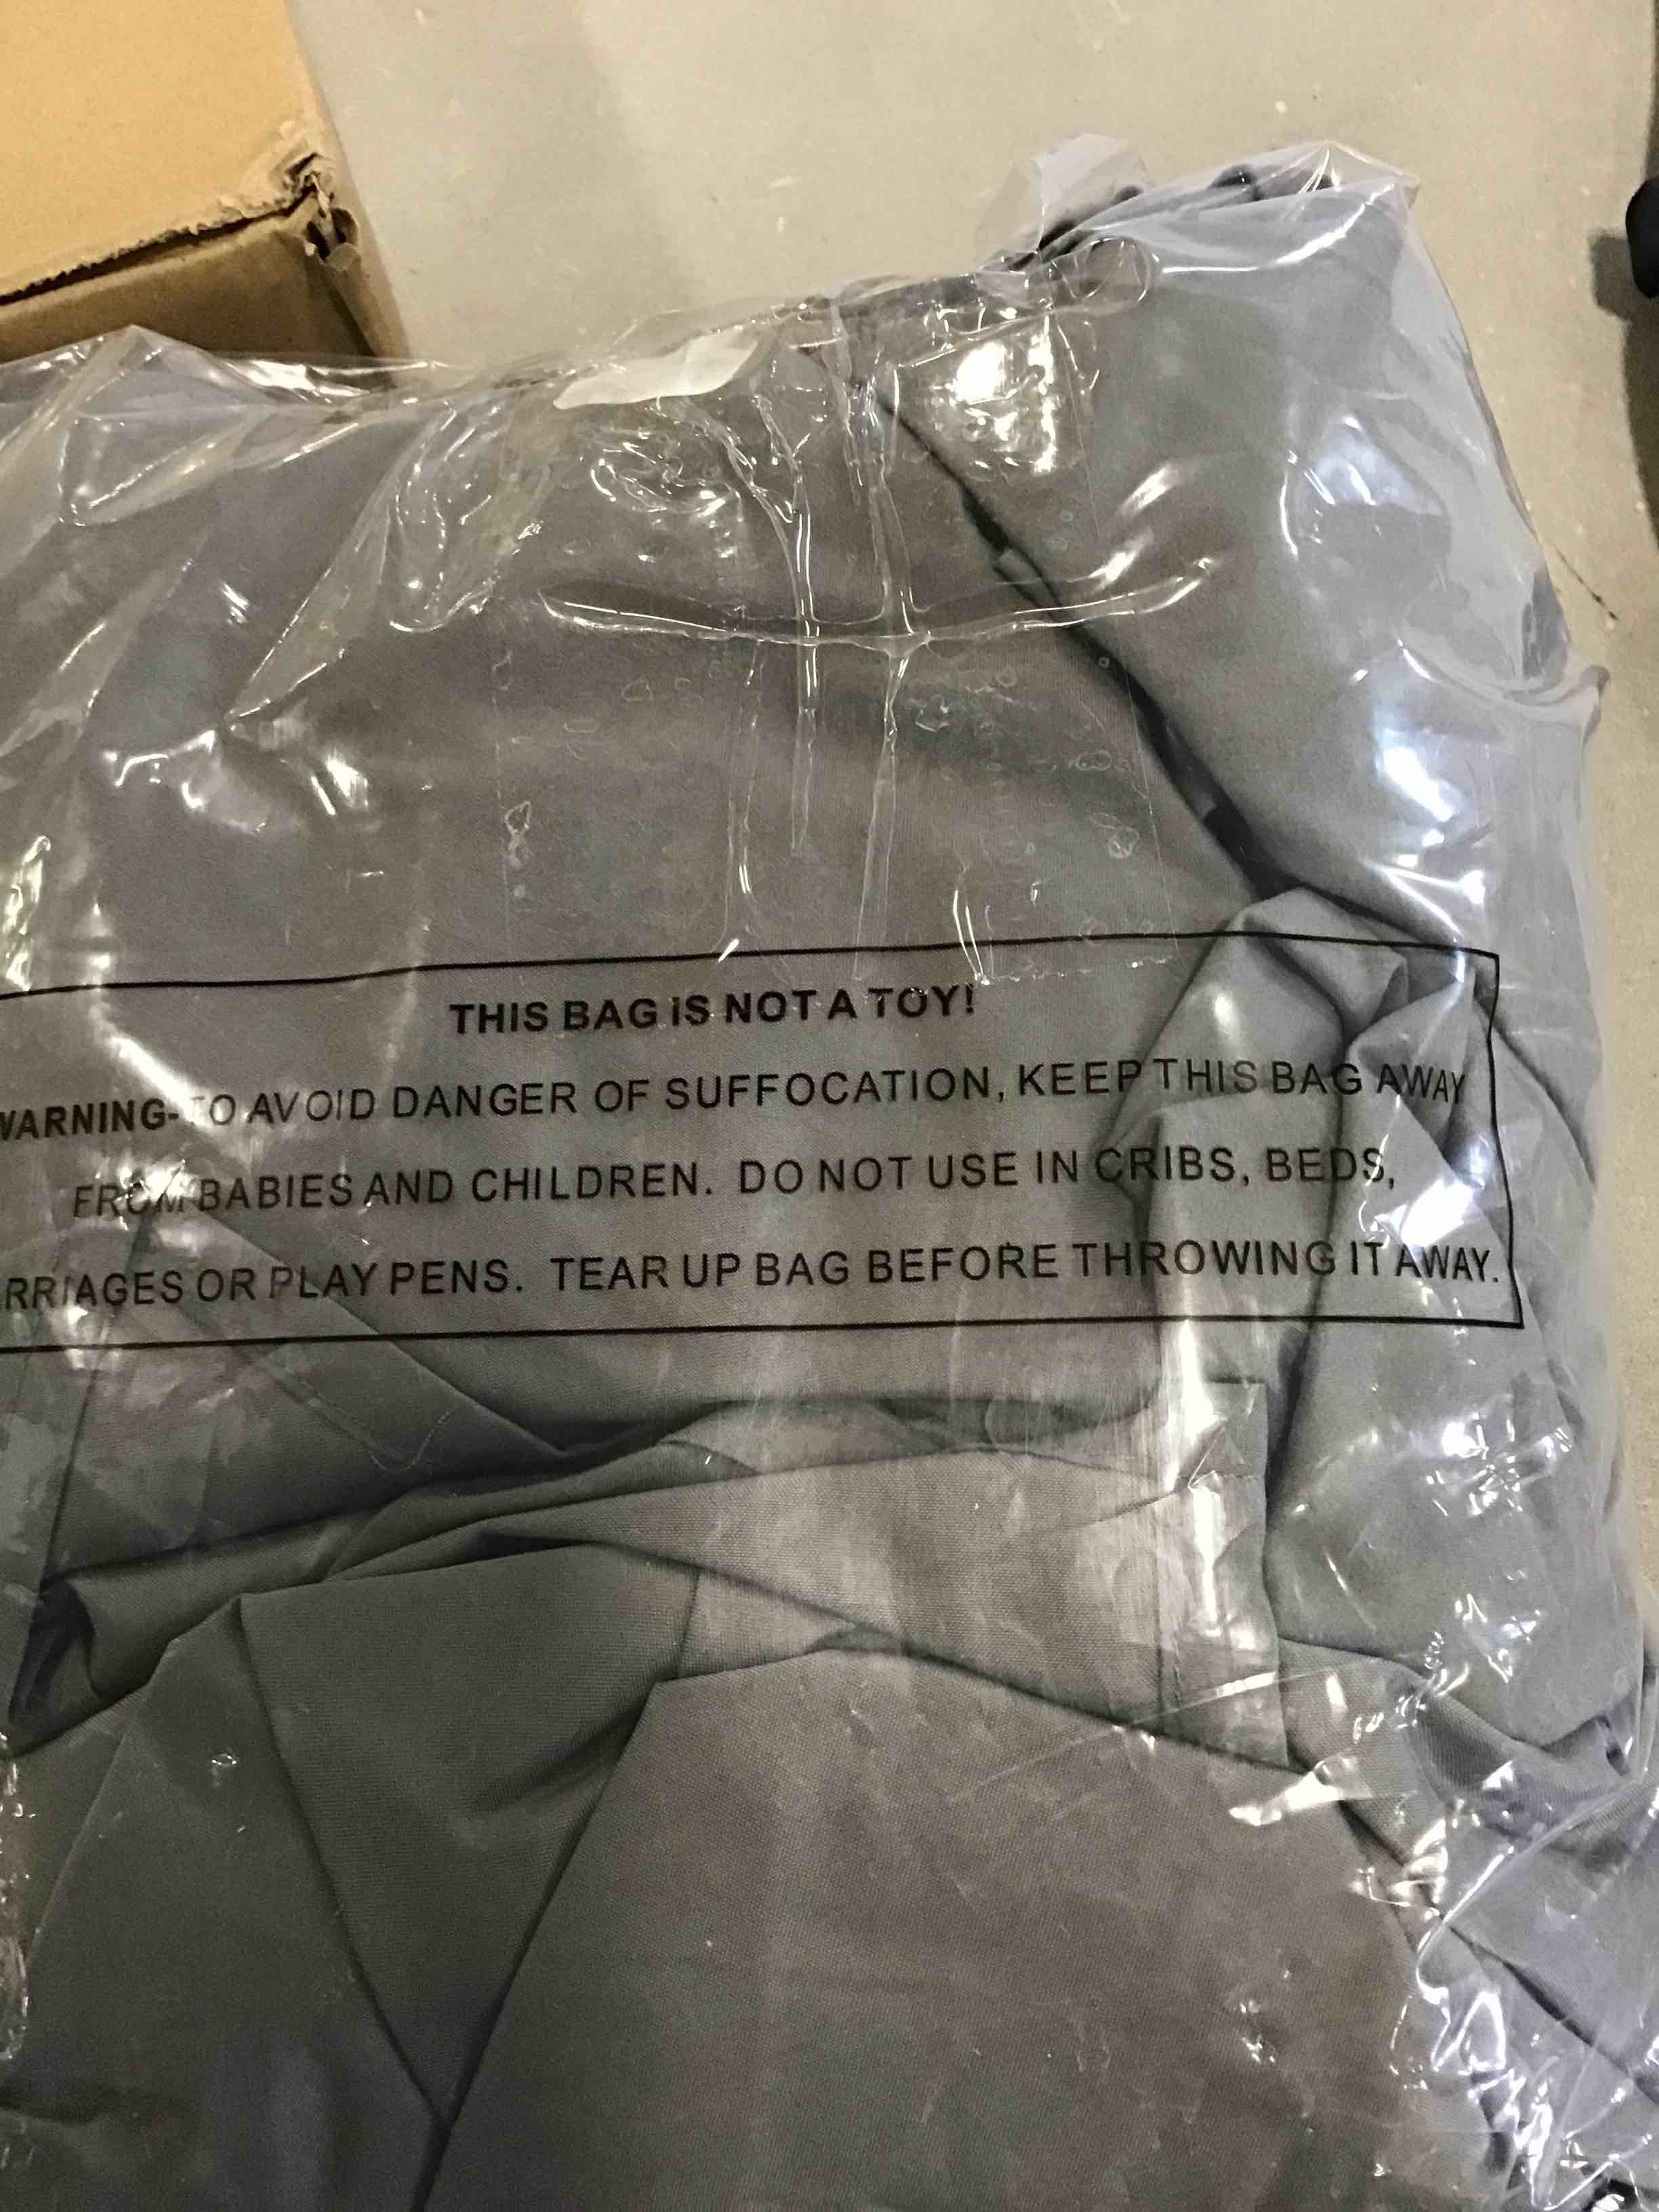 THIS BAG IS NOT A TOY!
WARNING-TO AVOID DANGER OF SUFFOCATION, KEEP THIS BAG AWAY
FROM BABIES AND CHILDREN. DO NOT USE IN CRIBS, BEDS,
RRIAGES OR PLAY PENS. TEAR UP BAG BEFORE THROWING IT AWAY.